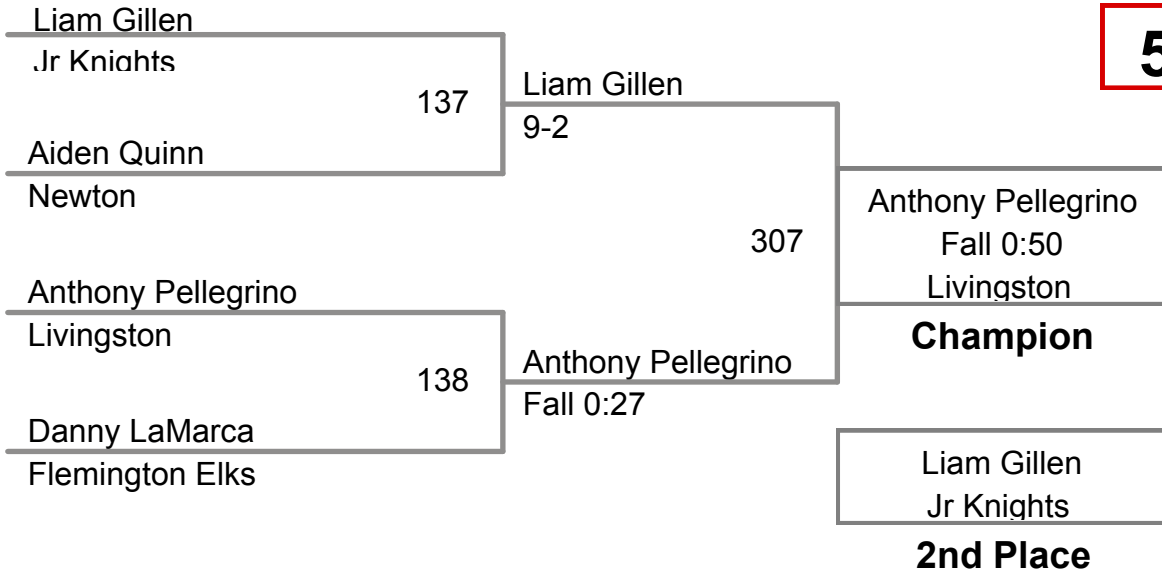 Liam Gillen
Jr Knights
137
Aiden Quinn
Newton
Liam Gillen
9-2
Anthony Pellegrino
Livingston
138
Danny LaMarca
Flemington Elks
Anthony Pellegrino
Fall 0:27
307
5
Anthony Pellegrino
Fall 0:50
Livingston
Champion
Liam Gillen
Jr Knights
2nd Place